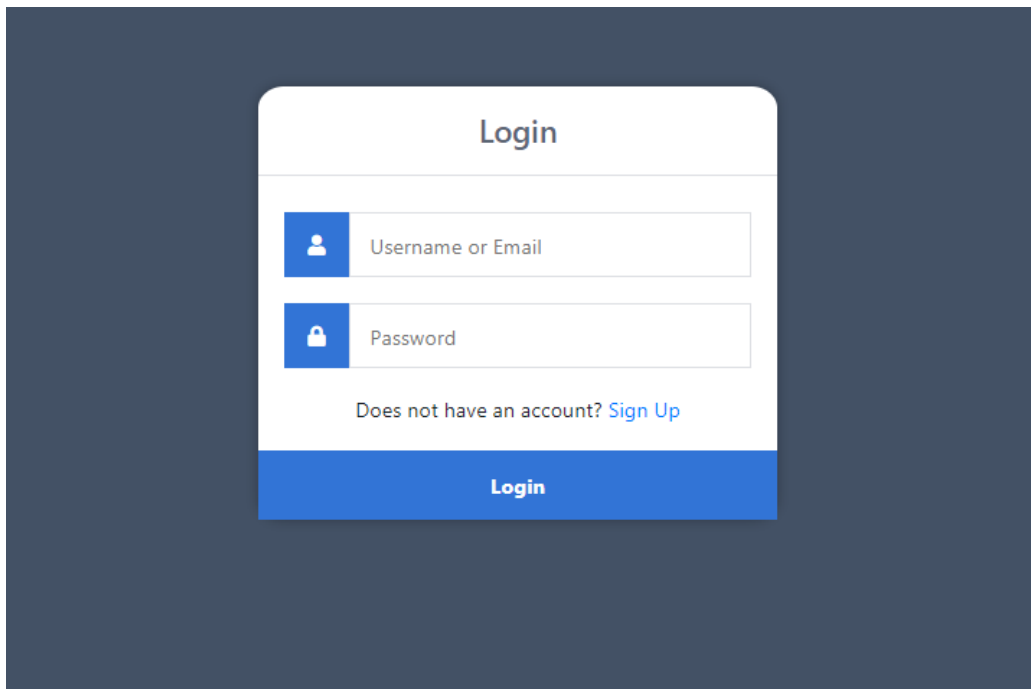 Login
Username or Email
Password
Does not have an account? Sign Up
Login